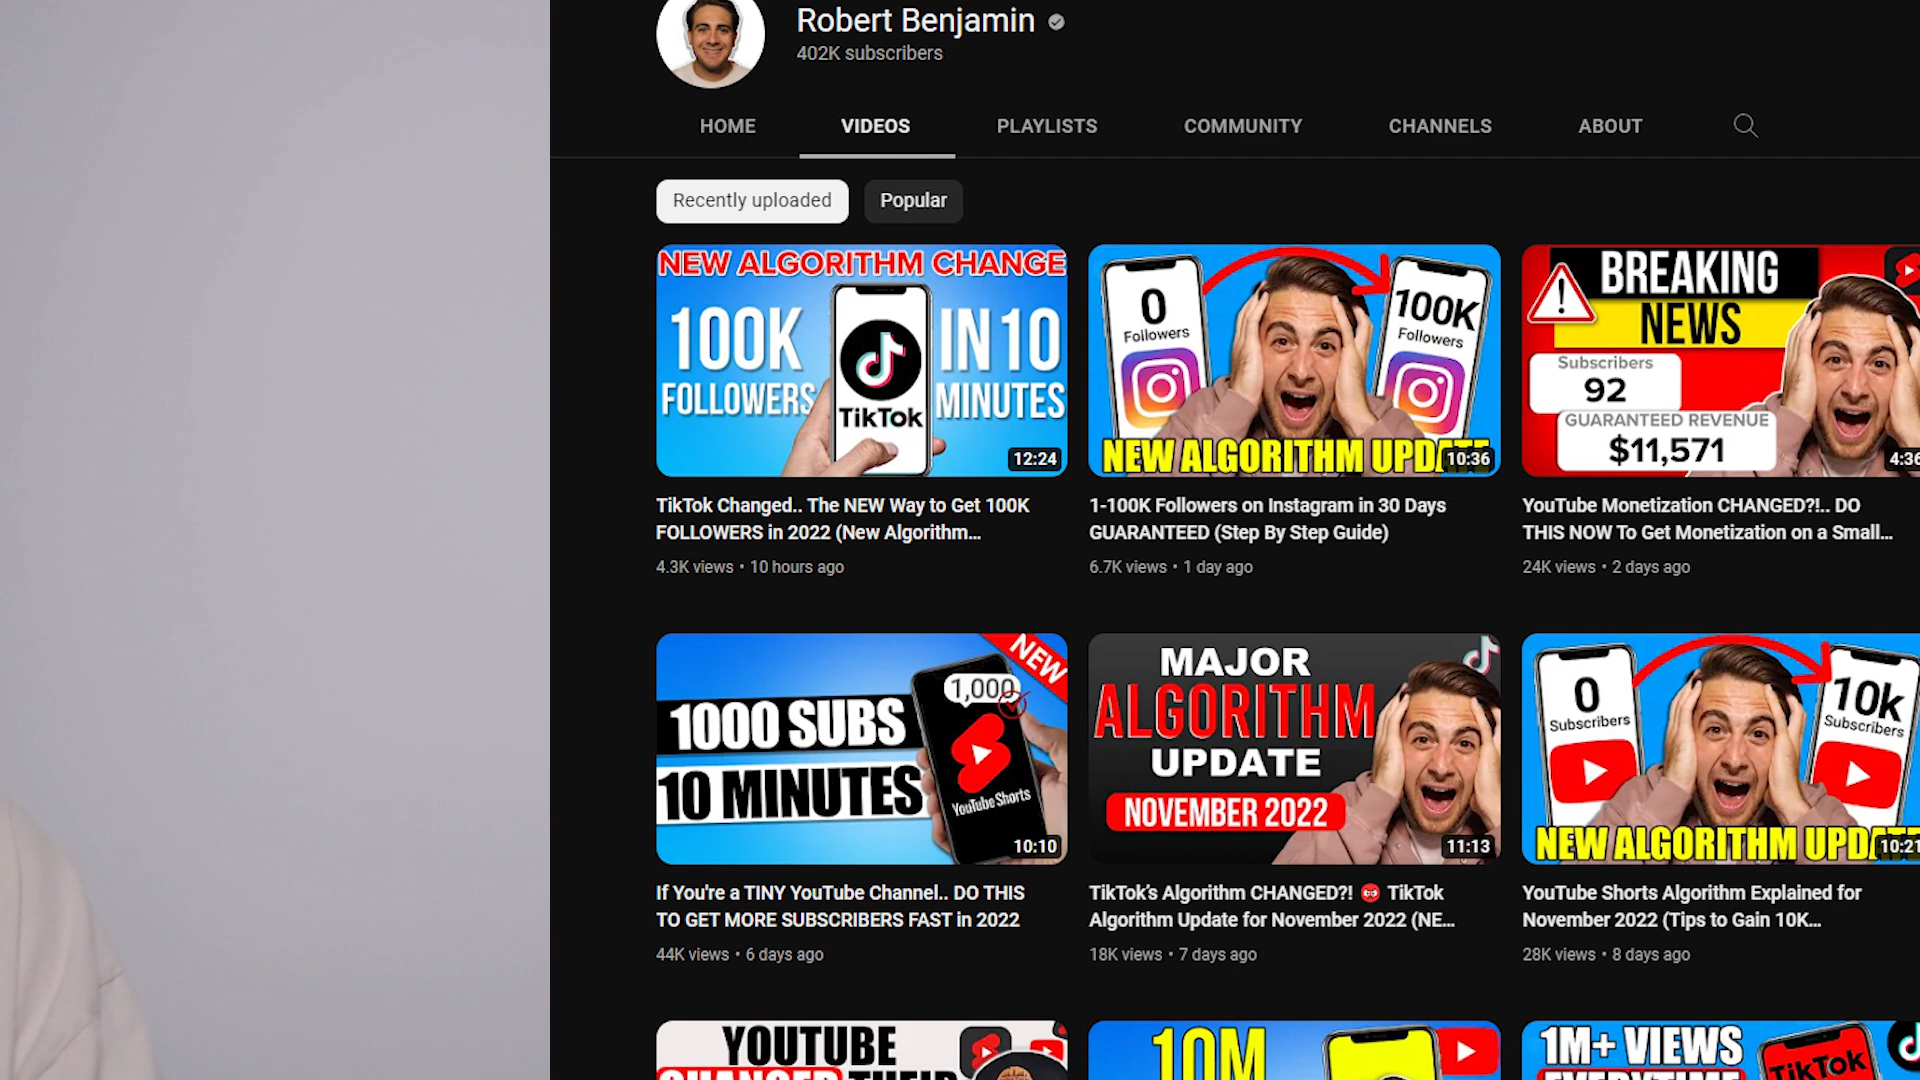 Robert Benjamin
402K subscribers
HOME VIDEOS PLAYLISTS COMMUNITY CHANNELS ABOUT
Recently uploaded Popular
NEW ALGORITHM CHANGE
100K IN 10
FOLLOWERS MINUTES
TikTok
12:24
TikTok Changed.. The NEW Way to Get 100K
FOLLOWERS in 2022 (New Algorithm...
4.3K views • 10 hours ago
0
Followers
100K
Followers
NEW ALGORITHM UPDATE
10:36
1-100K Followers on Instagram in 30 Days
GUARANTEED (Step By Step Guide)
6.7K views • 1 day ago
BREAKING
NEWS
Subscribers
92
GUARANTEED REVENUE
$11,571
4:36
YouTube Monetization CHANGED?!.. DO
THIS NOW To Get Monetization on a Small...
24K views • 2 days ago
NEW
1,000
1000 SUBS
10 MINUTES
YouTube Shorts
10:10
If You're a TINY YouTube Channel.. DO THIS
TO GET MORE SUBSCRIBERS FAST in 2022
44K views • 6 days ago
MAJOR
ALGORITHM
UPDATE
NOVEMBER 2022
11:13
TikTok's Algorithm CHANGED?! 👹 TikTok
Algorithm Update for November 2022 (NE...
18K views • 7 days ago
0
Subscribers
10k
Subscribers
NEW ALGORITHM UPDATE
10:21
YouTube Shorts Algorithm Explained for
November 2022 (Tips to Gain 10K...
28K views • 8 days ago
YOUTUBE
CHANGED THEIR
10M
1M+ VIEWS
EVERYTIME
TikTok